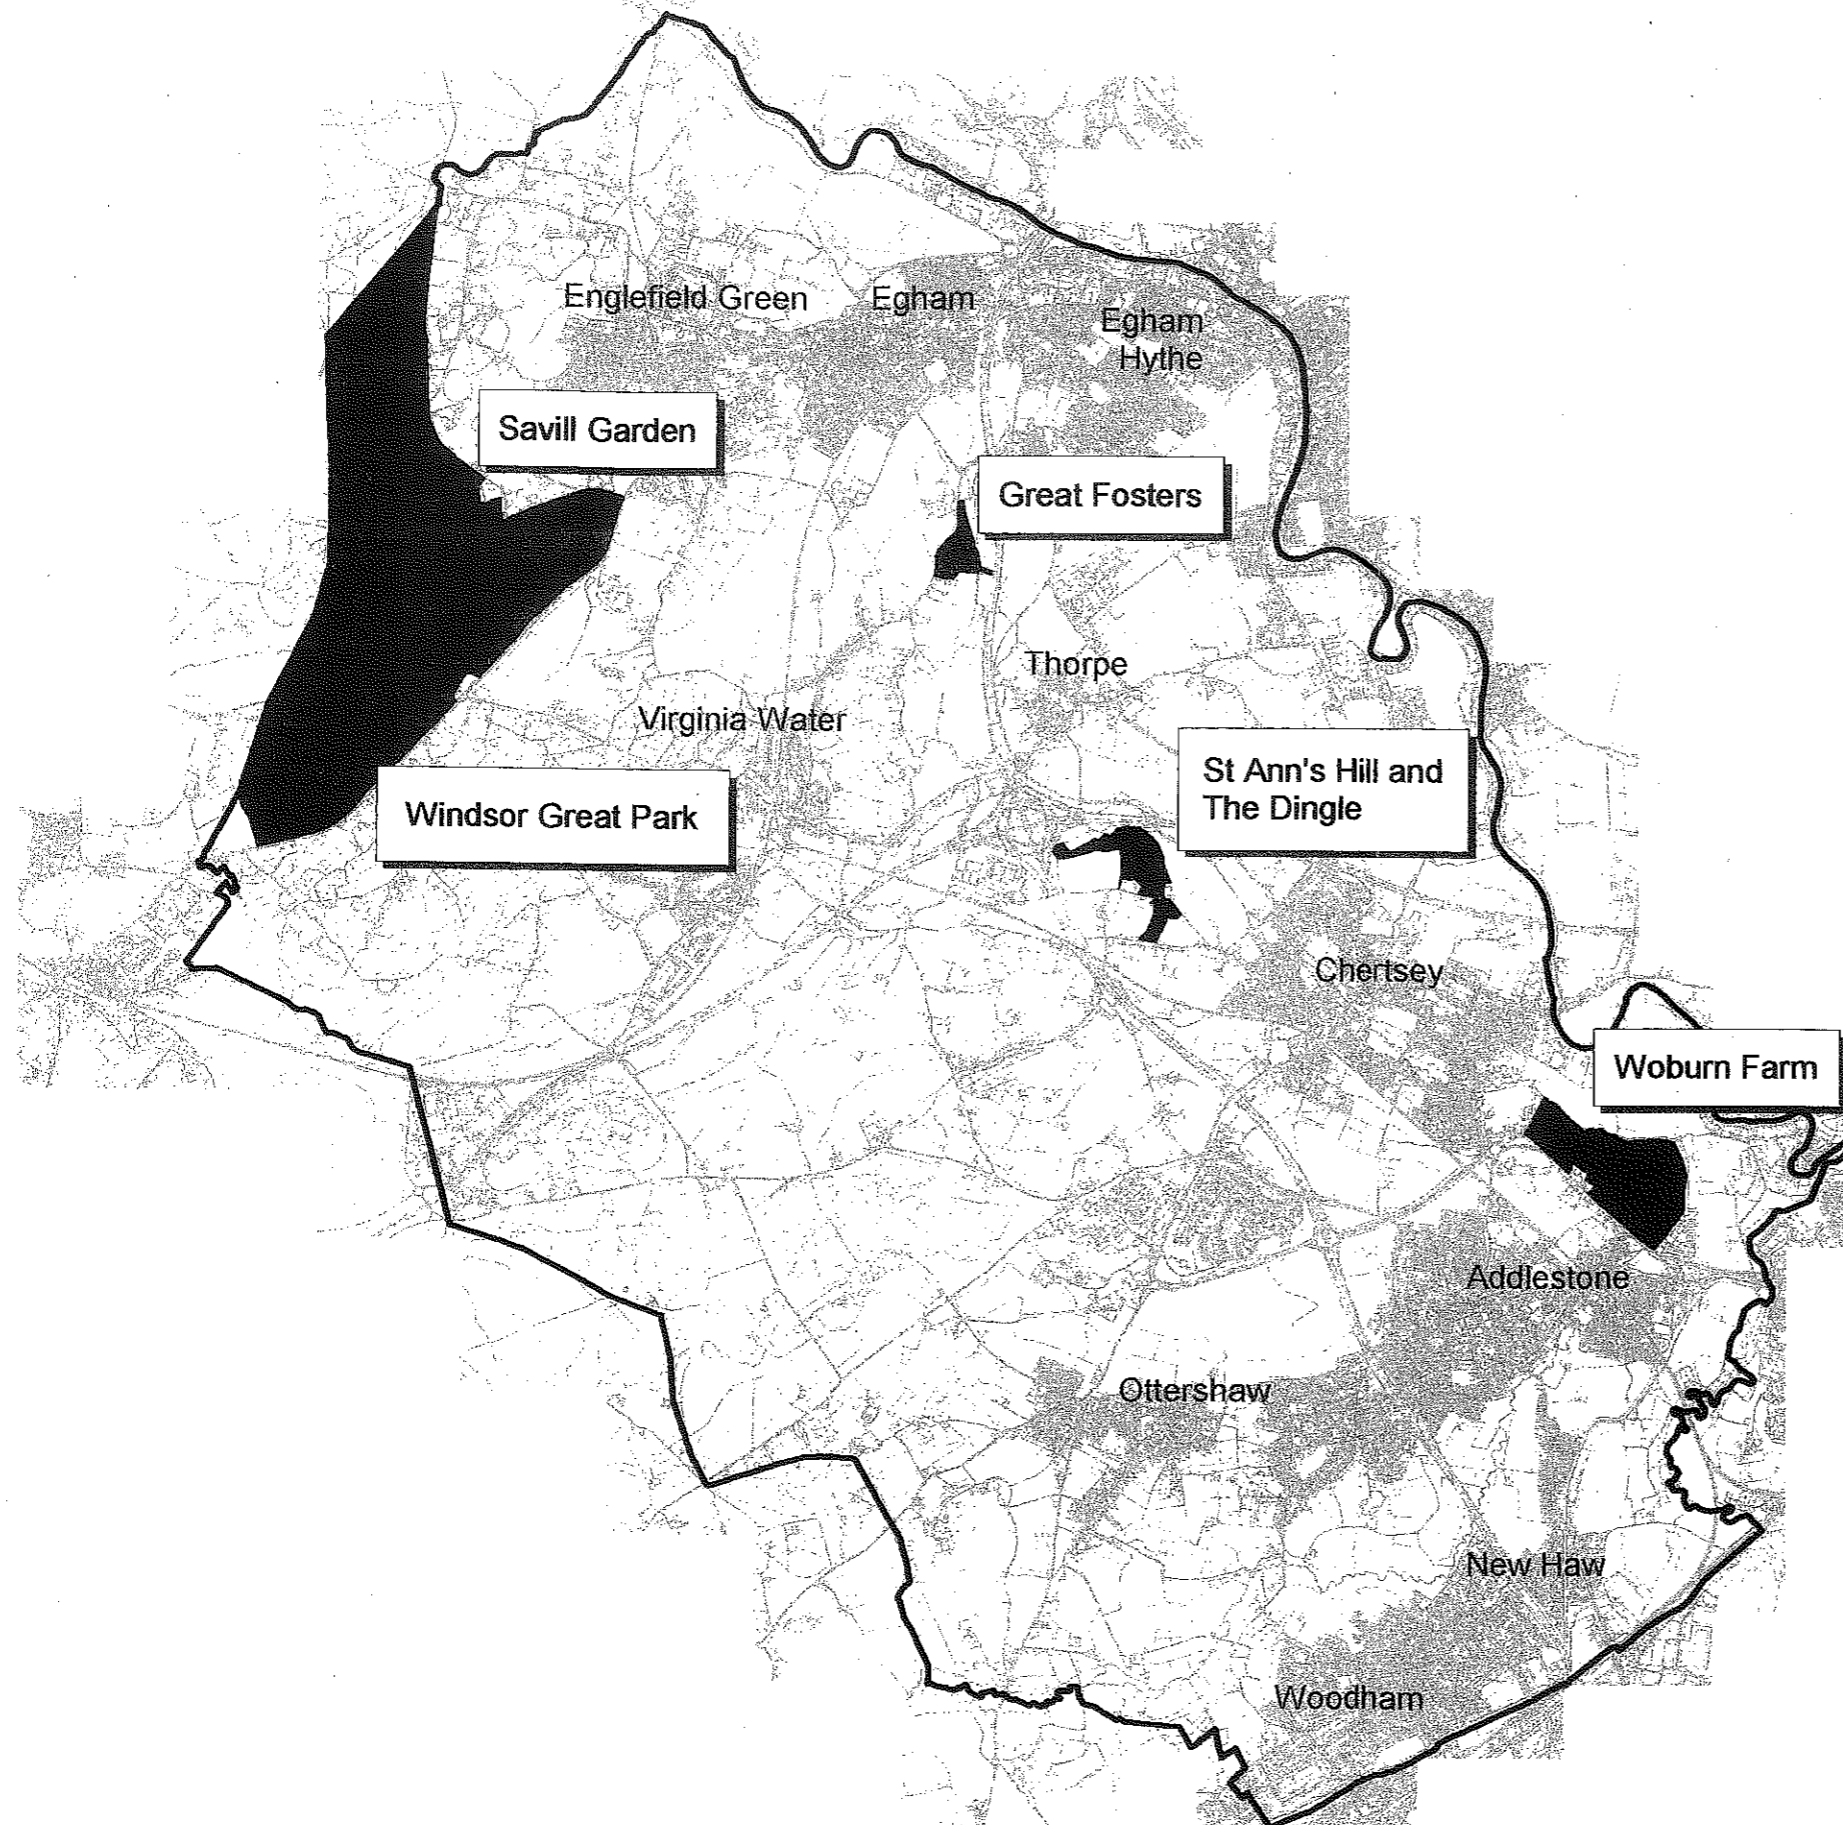 Englefield Green
Egham
Egham
Hythe
Savill Garden
Great Fosters
Thorpe
Virginia Water
St Ann's Hill and
The Dingle
Windsor Great Park
Chertsey
Woburn Farm
Addlestone
Ottershaw
New Haw
Woodham